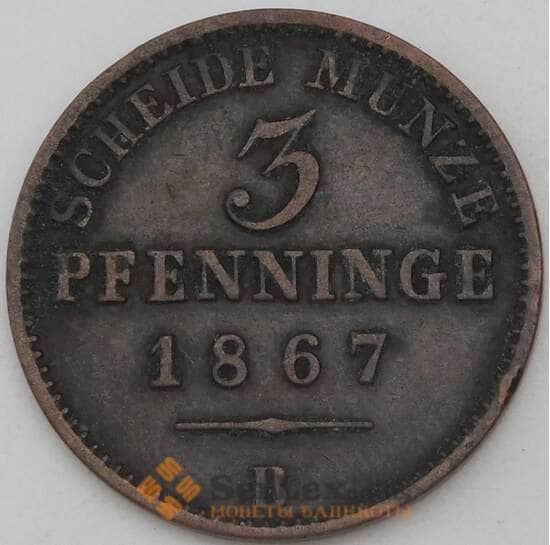 SCHEIDE MUNZE
3
PFENNINGE
1867
B
МОНЕТЫ БАНКНОТЫ